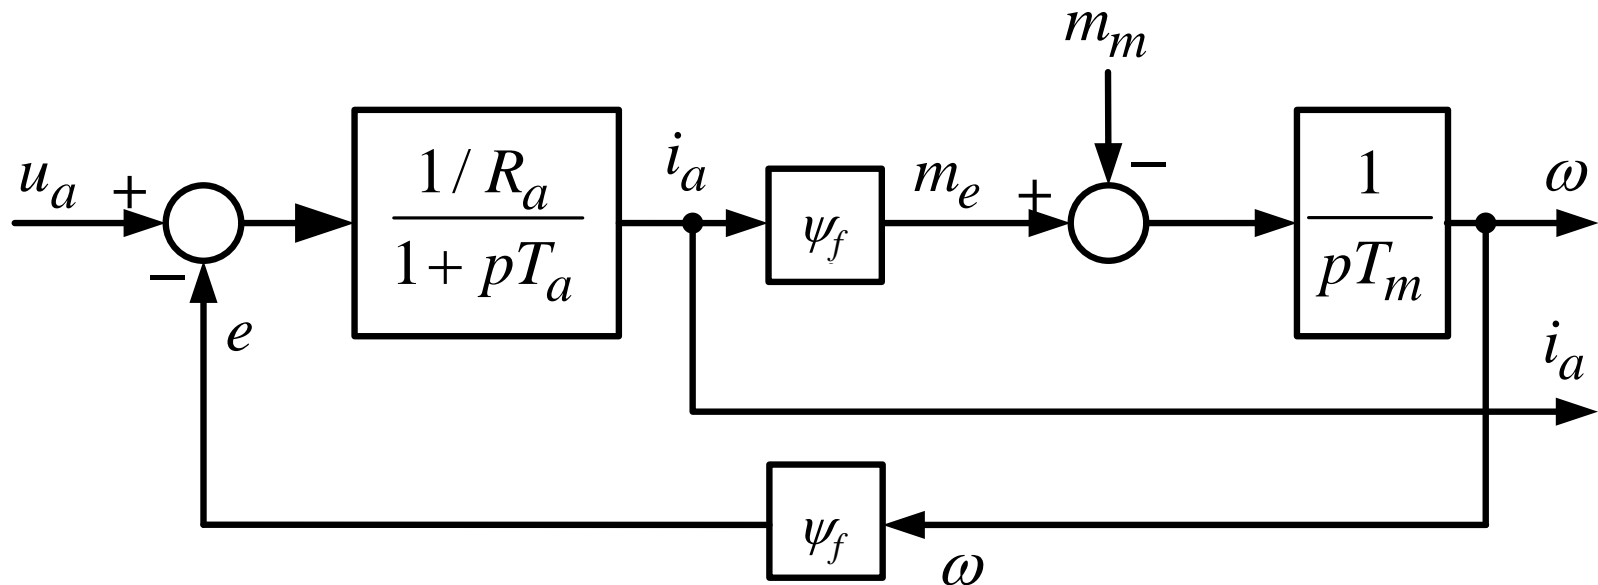 m_m
u_a + 1 / R_a i_a ψ_f m_e + − 1 ω
− 1 + pT_a pT_m
e i_a
ψ_f
ω